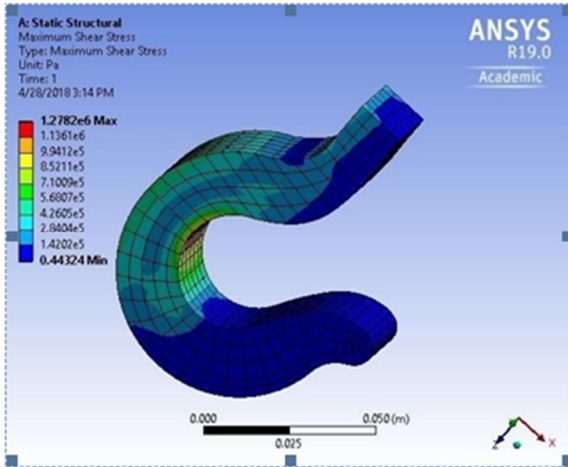 A: Static Structural
Maximum Shear Stress
Type: Maximum Shear Stress
Unit: Pa
Time: 1
4/28/2018 3:14 PM
1.2782e6 Max
1.1361e6
9.9412e5
8.5211e5
7.1009e5
5.6807e5
4.2605e5
2.8404e5
1.4202e5
0.44324 Min
ANSYS
R19.0
Academic
0.000
0.050 (m)
0.025
Z
X